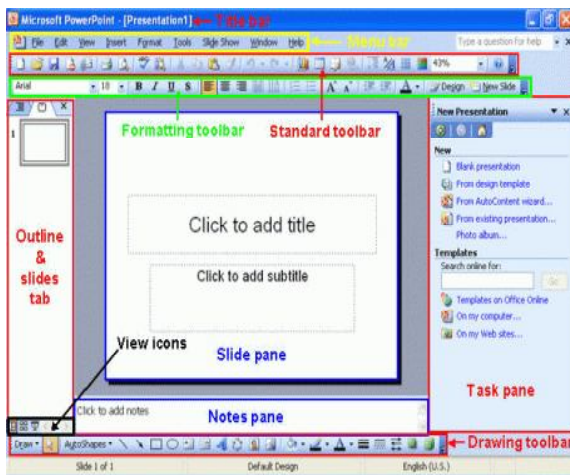 Microsoft PowerPoint - [Presentation1] Title bar
File Edit View Insert Format Tools Slide Show Window Help Menu bar Type a question for help
43%
Arial 18 B I U S A A A Design New Slide
Formatting toolbar Standard toolbar
1
Outline
&
slides
tab
Click to add title
Click to add subtitle
View icons
Slide pane
Click to add notes
Notes pane
New Presentation
New
Blank presentation
From design template
From AutoContent wizard...
From existing presentation...
Photo album...
Templates
Search online for:
Go
Templates on Office Online
On my computer...
On my Web sites...
Task pane
Draw AutoShapes A A Drawing toolbar
Slide 1 of 1 Default Design English (U.S.)